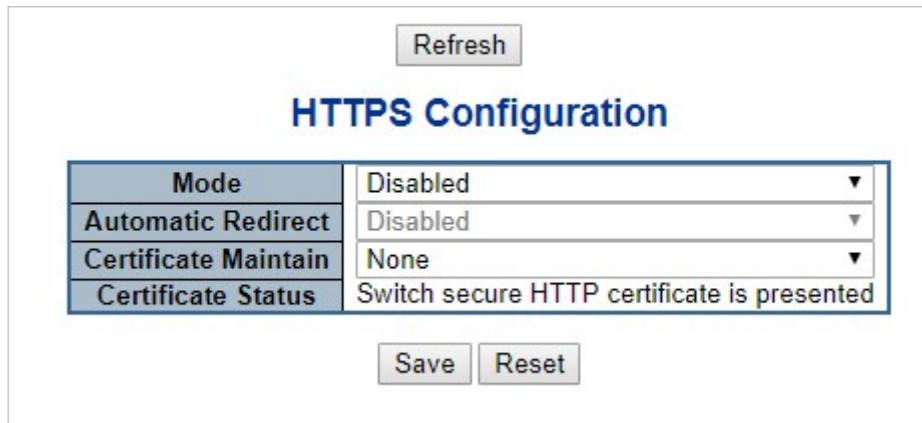 Refresh
HTTPS Configuration
Mode Disabled
Automatic Redirect Disabled
Certificate Maintain None
Certificate Status Switch secure HTTP certificate is presented
Save Reset